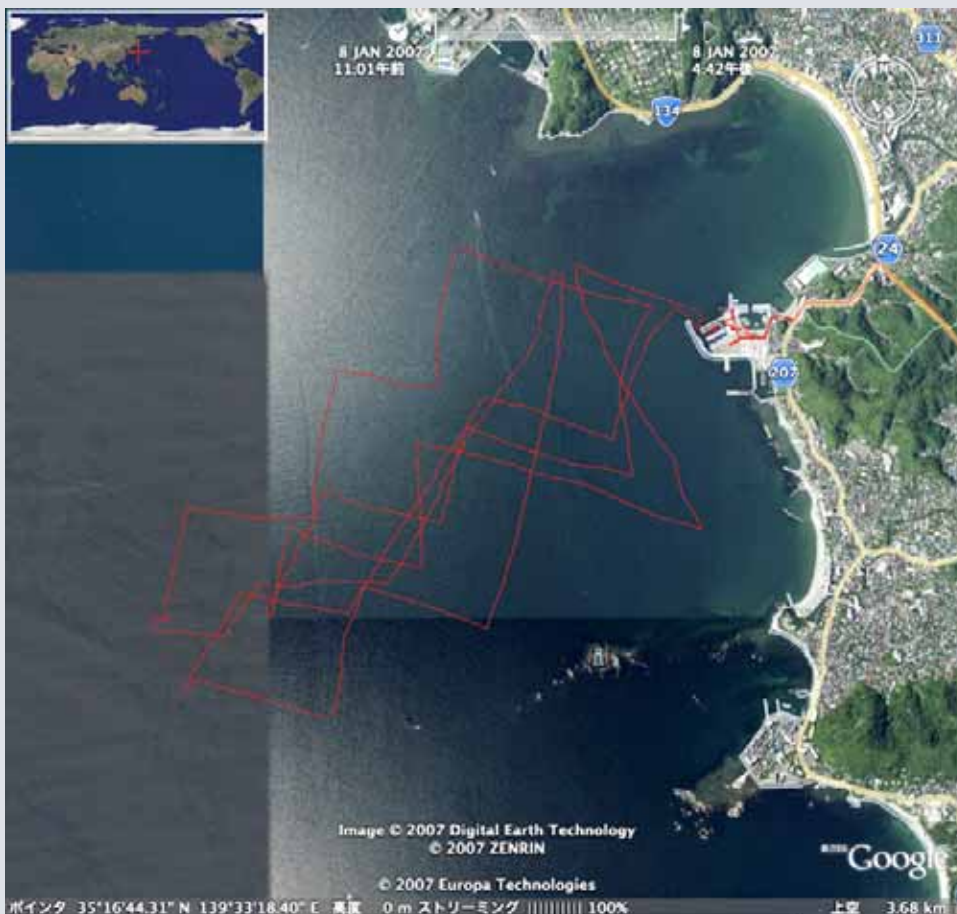 8 JAN 2007
11:01午前
8 JAN 2007
4:42午後
311
134
24
207
Image © 2007 Digital Earth Technology
© 2007 ZENRIN
© 2007 Europa Technologies
Google
ポインタ 35°16'44.31" N 139°33'18.40" E 高度 0 m ストリーミング |||||||||| 100% 上空 3.68 km